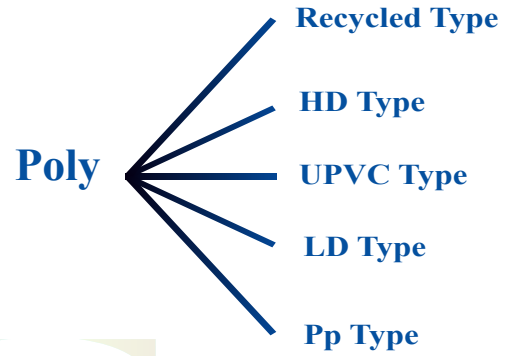 Recycled Type
HD Type
Poly
UPVC Type
LD Type
Pp Type